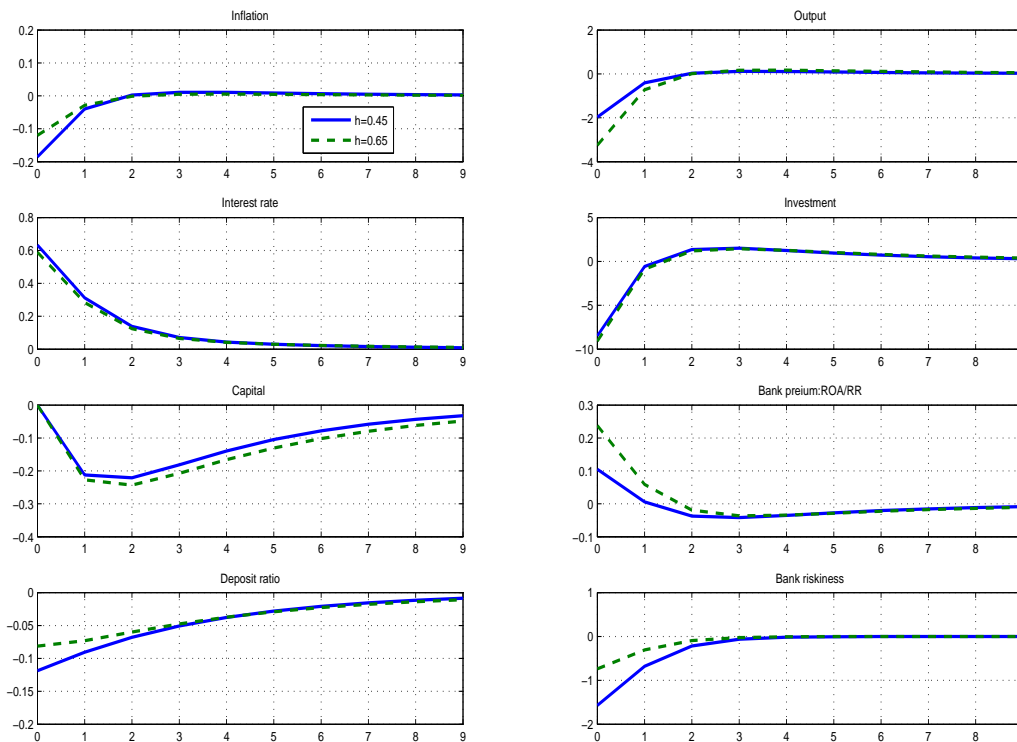 Inflation
0.2
0.1
0
−0.1
−0.2
0 1 2 3 4 5 6 7 8 9
h=0.45
h=0.65
Output
2
0
−2
−4
0 1 2 3 4 5 6 7 8
Interest rate
0.8
0.6
0.4
0.2
0
0 1 2 3 4 5 6 7 8 9
Investment
5
0
−5
−10
0 1 2 3 4 5 6 7 8
Capital
0
−0.1
−0.2
−0.3
−0.4
0 1 2 3 4 5 6 7 8 9
Bank preium:ROA/RR
0.3
0.2
0.1
0
−0.1
0 1 2 3 4 5 6 7 8
Deposit ratio
0
−0.05
−0.1
−0.15
−0.2
0 1 2 3 4 5 6 7 8 9
Bank riskiness
1
0
−1
−2
0 1 2 3 4 5 6 7 8